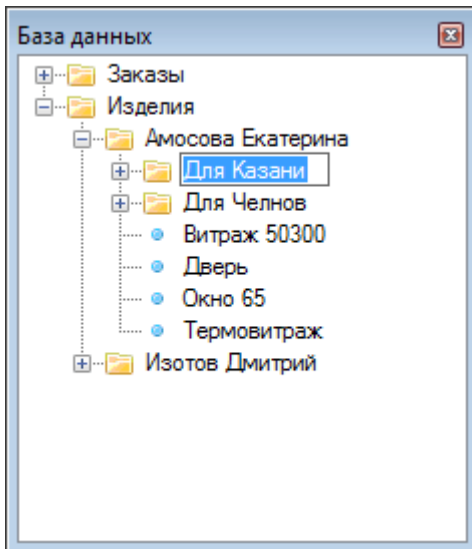 База данных
Заказы
Изделия
Амосова Екатерина
Для Казани
Для Челнов
Витраж 50300
Дверь
Окно 65
Термовитраж
Изотов Дмитрий